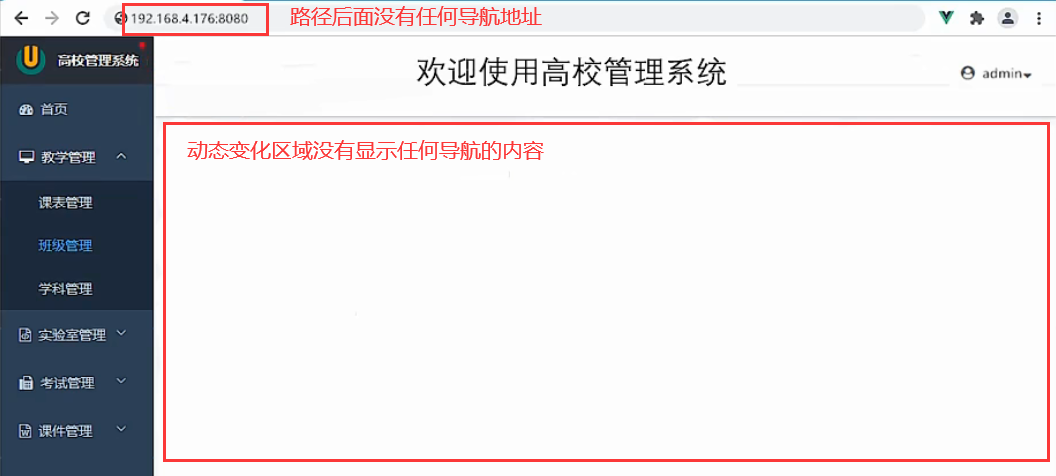 192.168.4.176:8080
路径后面没有任何导航地址
高校管理系统
欢迎使用高校管理系统
admin
首页
动态变化区域没有显示任何导航的内容
教学管理
课表管理
班级管理
学科管理
实验室管理
考试管理
课件管理